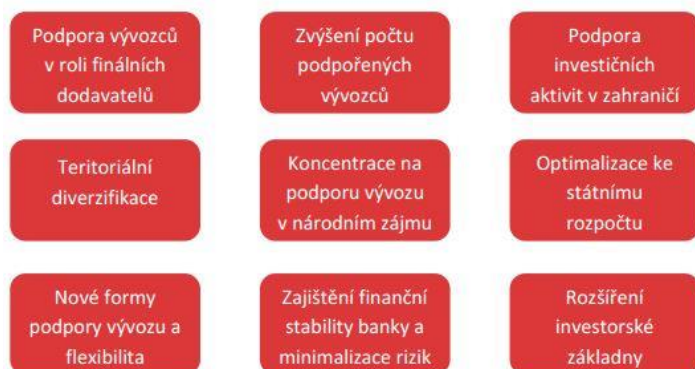 Podpora vývozců
v roli finálních
dodavatelů
Zvýšení počtu
podpořených
vývozců
Podpora
investičních
aktivit v zahraničí
Teritoriální
diverzifikace
Koncentrace na
podporu vývozu
v národním zájmu
Optimalizace ke
státnímu
rozpočtu
Nové formy
podpory vývozu a
flexibilita
Zajištění finanční
stability banky a
minimalizace rizik
Rozšíření
investorské
základny